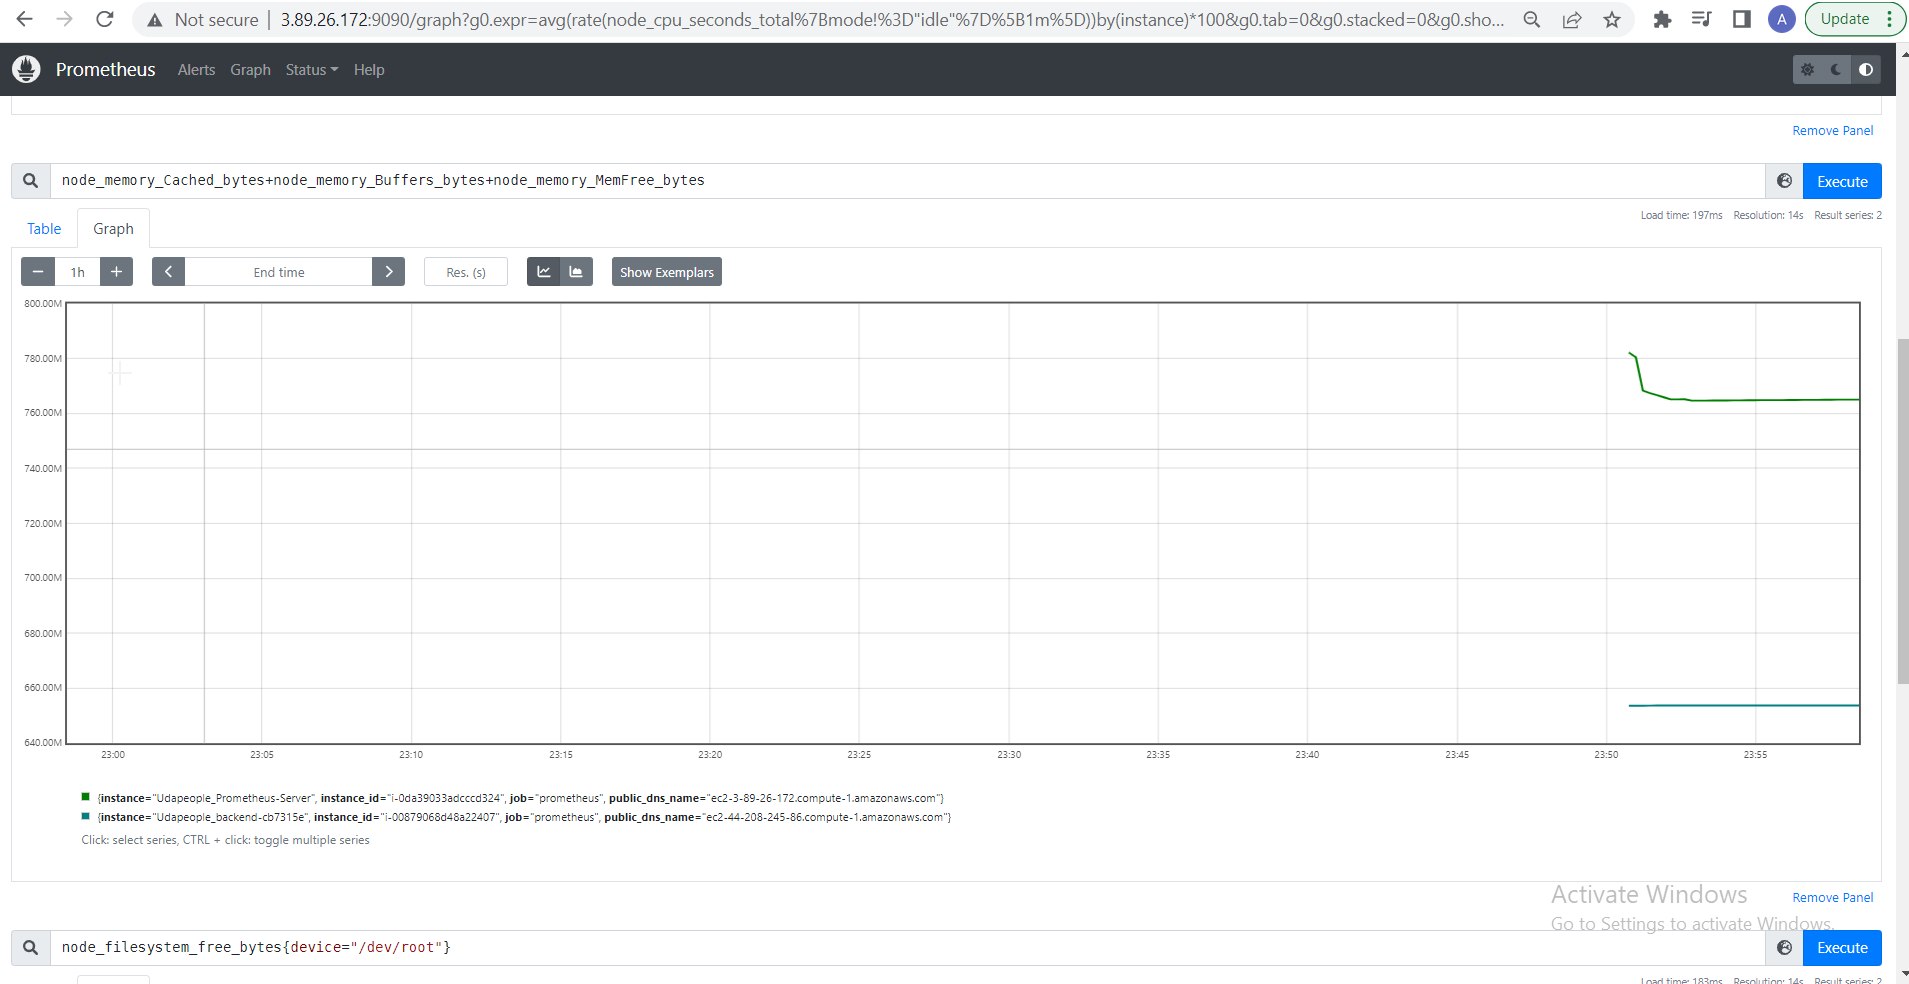 Not secure | 3.89.26.172:9090/graph?g0.expr=avg(rate(node_cpu_seconds_total%7Bmode!%3D"idle"%7D%5B1m%5D))by(instance)*100&g0.tab=0&g0.stacked=0&g0.sho... A Update
Prometheus Alerts Graph Status Help
Remove Panel
node_memory_Cached_bytes+node_memory_Buffers_bytes+node_memory_MemFree_bytes Execute
Load time: 197ms Resolution: 14s Result series: 2
Table Graph
1h End time Res. (s) Show Exemplars
800.00M
780.00M
760.00M
740.00M
720.00M
700.00M
680.00M
660.00M
640.00M
23:00 23:05 23:10 23:15 23:20 23:25 23:30 23:35 23:40 23:45 23:50 23:55
{instance="Udapeople_Prometheus-Server", instance_id="i-0da39033adcccd324", job="prometheus", public_dns_name="ec2-3-89-26-172.compute-1.amazonaws.com"}
{instance="Udapeople_backend-cb7315e", instance_id="i-00879068d48a22407", job="prometheus", public_dns_name="ec2-44-208-245-86.compute-1.amazonaws.com"}
Click: select series, CTRL + click: toggle multiple series
Activate Windows
Remove Panel
Go to Settings to activate Windows.
node_filesystem_free_bytes{device="/dev/root"} Execute
Load time: 183ms Resolution: 14s Result series: 2